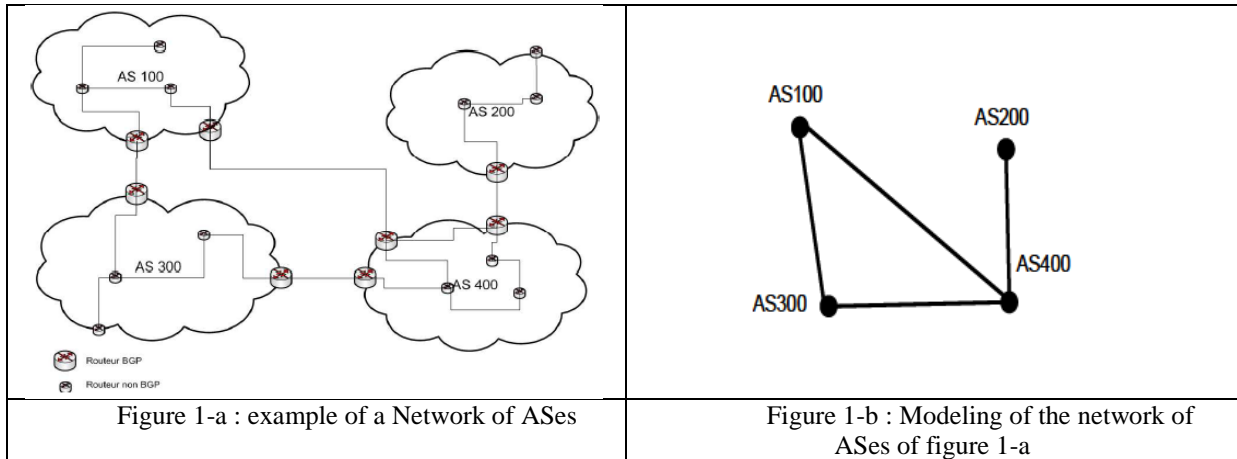 AS 100
AS 200
AS 300
AS 400
Routeur BGP
Routeur non BGP
AS100
AS200
AS400
AS300
Figure 1-a : example of a Network of ASes
Figure 1-b : Modeling of the network of
ASes of figure 1-a